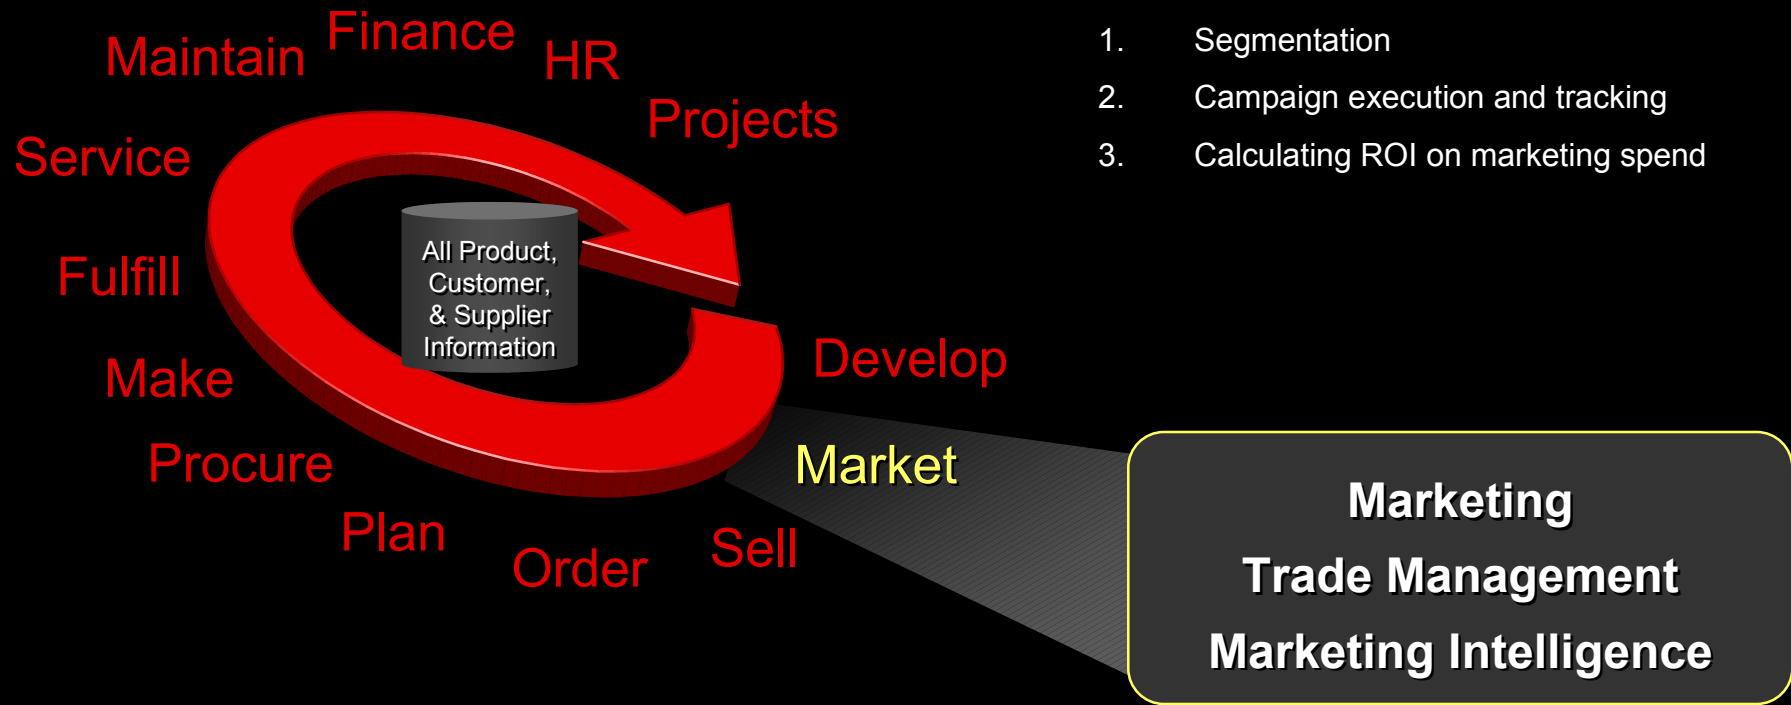 Finance
Maintain
HR
Projects
Service
Fulfill
Make
Procure
Plan
Order
Sell
Market
Develop
All Product,
Customer,
& Supplier
Information
1. Segmentation
2. Campaign execution and tracking
3. Calculating ROI on marketing spend
Marketing
Trade Management
Marketing Intelligence